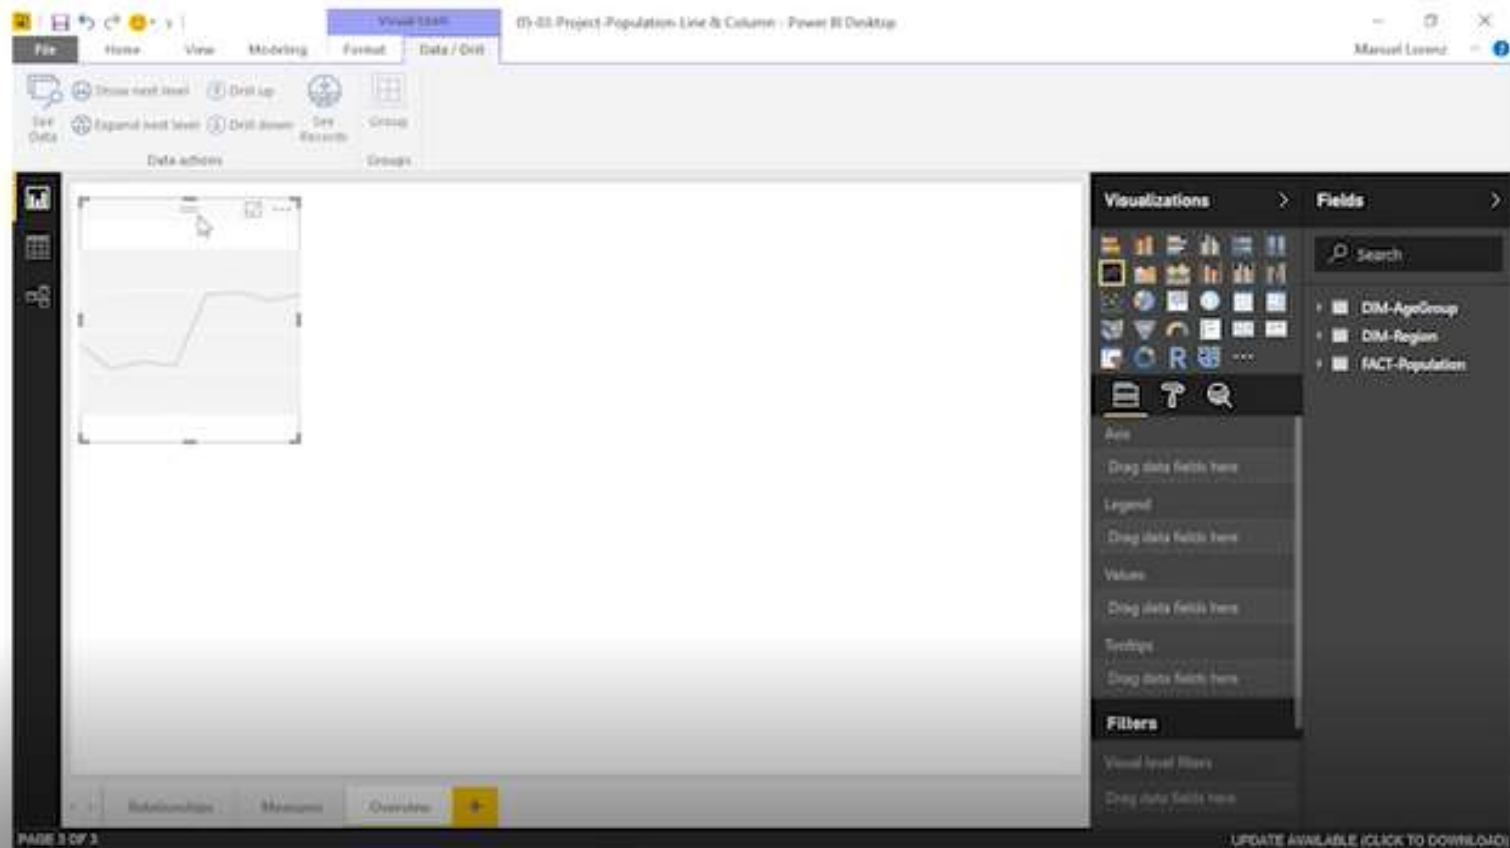 Visual tools
05-03-Project-Population-Line & Column - Power BI Desktop
File
Home
View
Modeling
Format
Data / Drill
Manuel Lorenz
See Data
Show next level
Expand next level
Drill up
Drill down
See Records
Group
Data actions
Groups
Visualizations
Fields
Search
DIM-AgeGroup
DIM-Region
FACT-Population
Axis
Drag data fields here
Legend
Drag data fields here
Values
Drag data fields here
Tooltips
Drag data fields here
Filters
Visual level filters
Drag data fields here
Relationships
Measures
Overview
PAGE 3 OF 3
UPDATE AVAILABLE (CLICK TO DOWNLOAD)